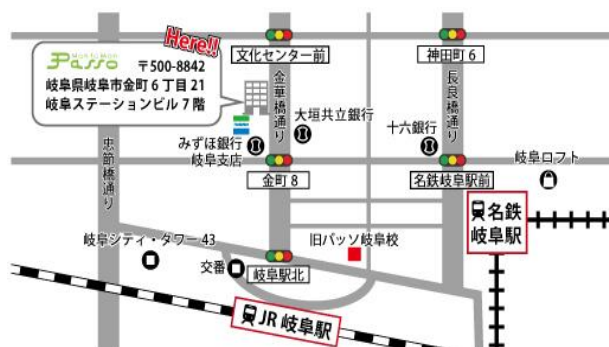 Here!!
Passo
〒500-8842
岐阜県岐阜市金町6丁目21
岐阜ステーションビル7階
文化センター前
神田町6
金華橋通り
長良橋通り
忠節橋通り
大垣共立銀行
十六銀行
みずほ銀行
岐阜支店
岐阜ロフト
金町8
名鉄岐阜駅前
名鉄
岐阜駅
岐阜シティ・タワー43
旧パッソ岐阜校
交番
岐阜駅北
JR岐阜駅